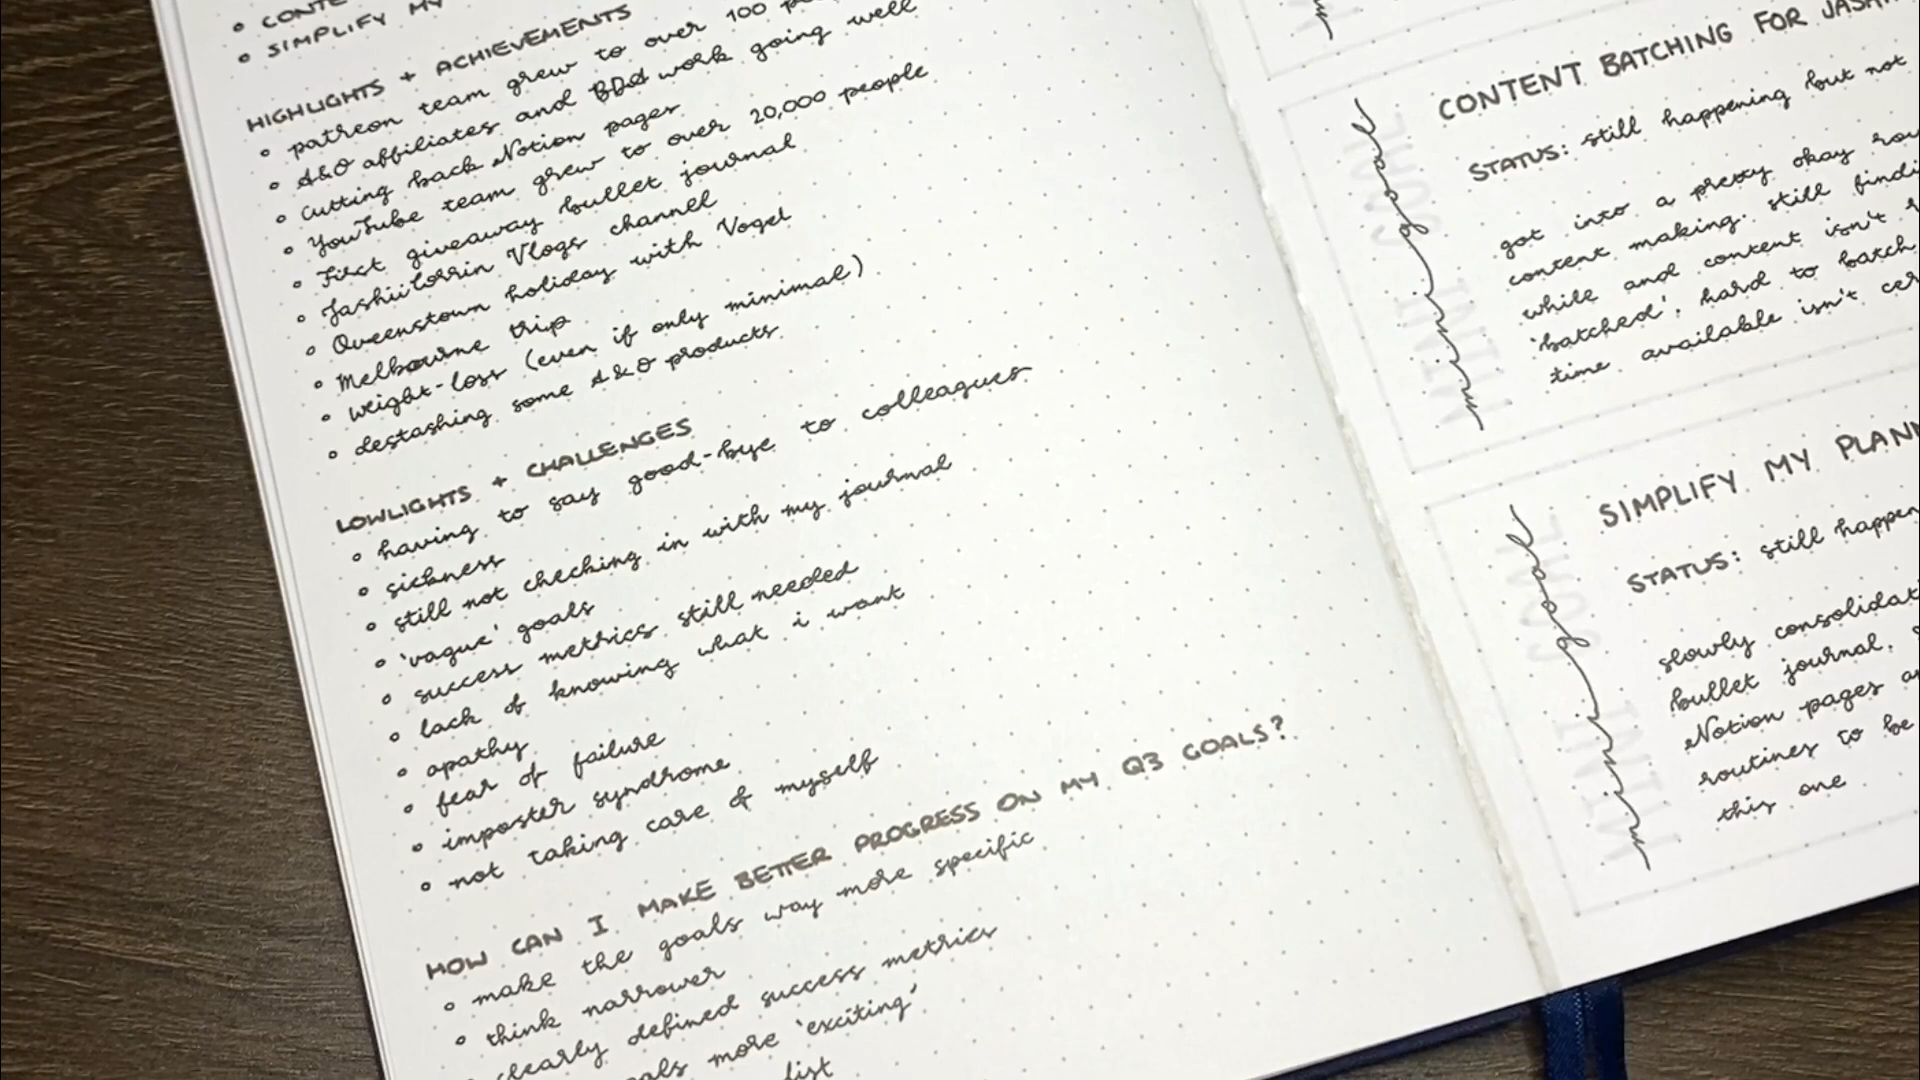 SIMPLIFY MY
HIGHLIGHTS + ACHIEVEMENTS
patreon team grew to over 100
A&O affiliates and BDA work going well
Cutting back Notion pages
YouTube team grew to over 20,000 people
First giveaway bullet journal
Jashii Corrin Vlogs channel
Queenstown holiday with Vogel
Melbourne trip
weight-loss (even if only minimal)
destashing some A&O products
LOWLIGHTS + CHALLENGES
having to say good-bye to colleagues
sickness
still not checking in with my journal
'vague' goals
success metrics still needed
lack of knowing what i want
apathy
fear of failure
imposter syndrome
not taking care of myself
HOW CAN I MAKE BETTER PROGRESS ON MY Q3 GOALS?
make the goals way more specific
think narrower
clearly defined success metrics
more 'exciting'
list
mini goal
MINI GOAL
CONTENT BATCHING FOR
STATUS: still happening but not
got into a pretty okay
content making. still
while and content isn't
'batched'. hard to batch
time available isn't
mini goal
MINI GOAL
SIMPLIFY MY
STATUS: still
slowly
bullet journal.
Notion pages
routines to be
this one